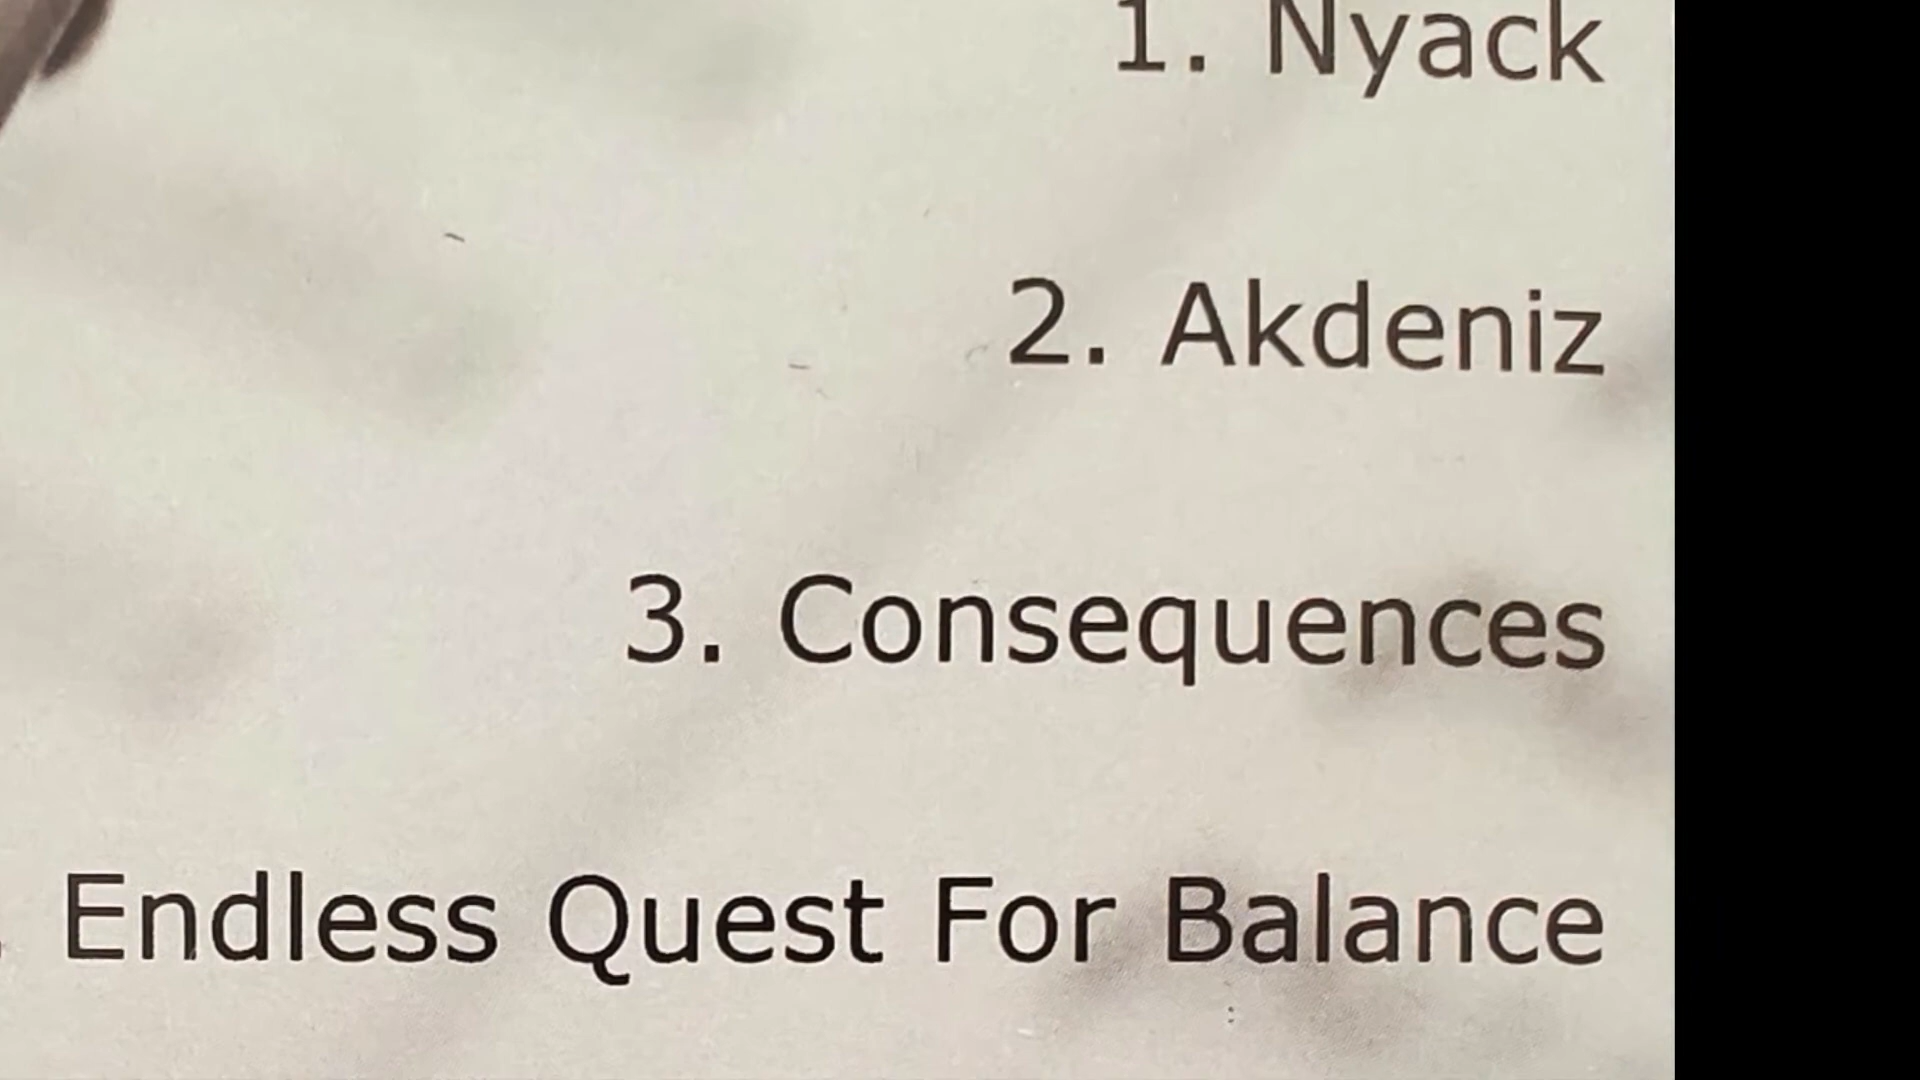 1. Nyack
2. Akdeniz
3. Consequences
. Endless Quest For Balance